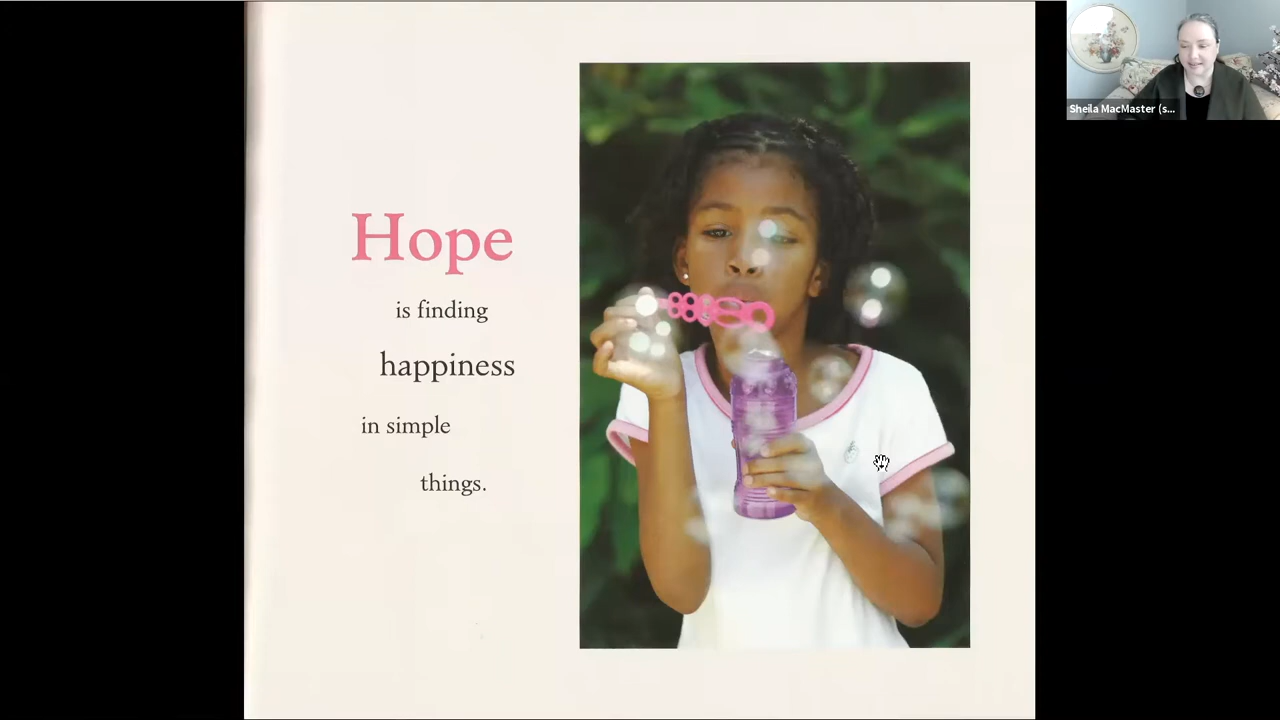 Hope
is finding
happiness
in simple
things.
Sheila MacMaster (s...